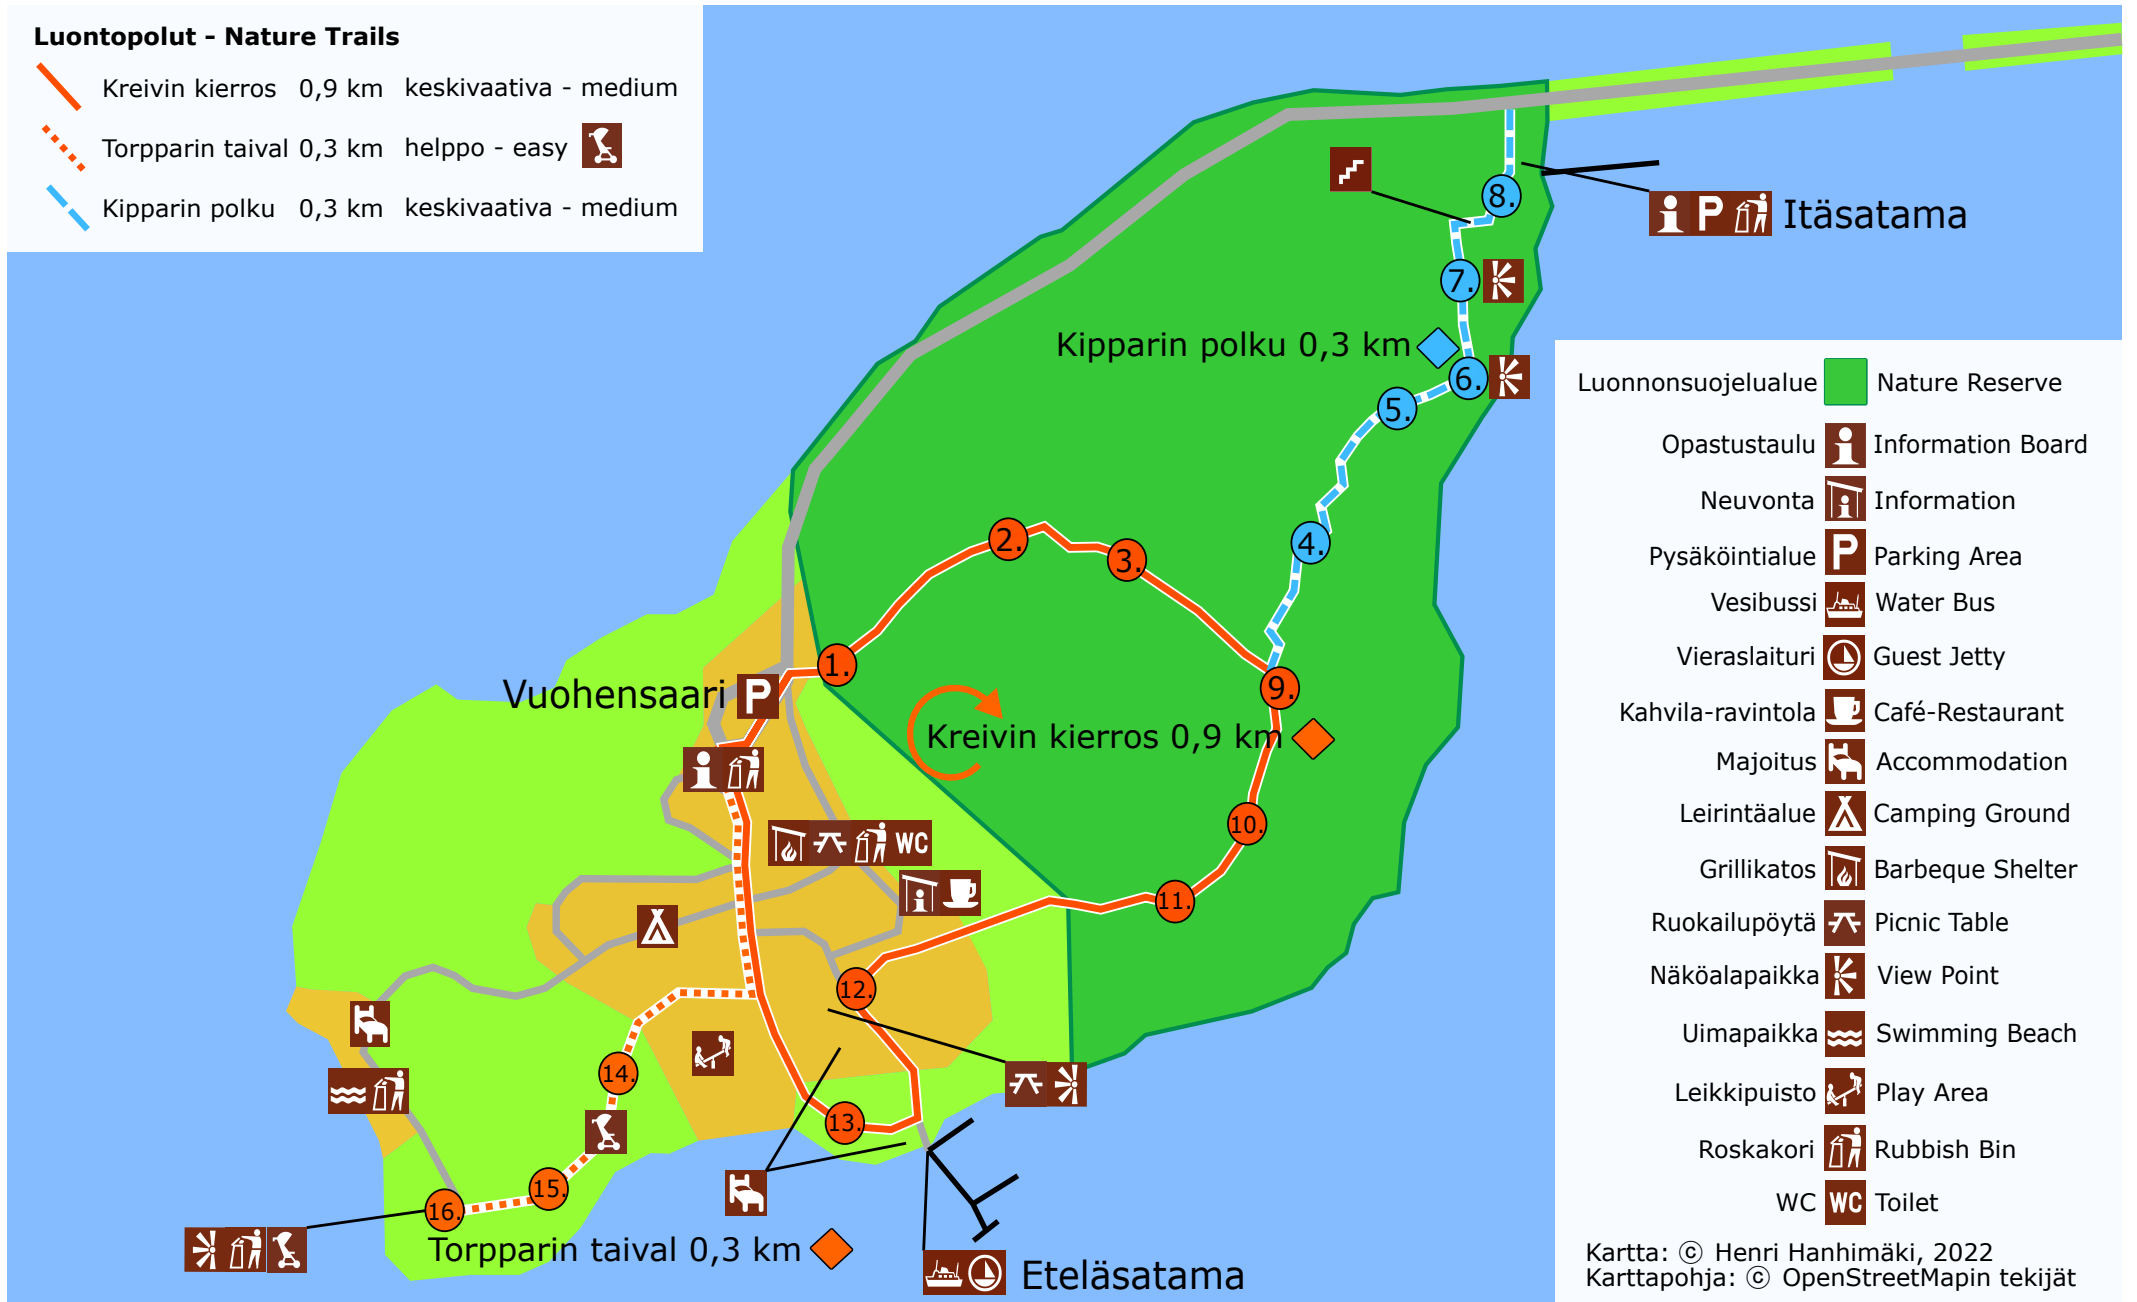 Luontopolut - Nature Trails
Kreivin kierros 0,9 km keskivaativa - medium
Torpparin taival 0,3 km helppo - easy
Kipparin polku 0,3 km keskivaativa - medium
8.
P Itäsatama
7.
Kipparin polku 0,3 km
6.
5.
4.
2.
3.
1.
9.
Vuohensaari P
Kreivin kierros 0,9 km
10.
WC
11.
12.
14.
13.
15.
16.
Torpparin taival 0,3 km
Eteläsatama
Luonnonsuojelualue Nature Reserve
Opastustaulu Information Board
Neuvonta Information
Pysäköintialue P Parking Area
Vesibussi Water Bus
Vieraslaituri Guest Jetty
Kahvila-ravintola Café-Restaurant
Majoitus Accommodation
Leirintäalue Camping Ground
Grillikatos Barbeque Shelter
Ruokailupöytä Picnic Table
Näköalapaikka View Point
Uimapaikka Swimming Beach
Leikkipuisto Play Area
Roskakori Rubbish Bin
WC WC Toilet
Kartta: © Henri Hanhimäki, 2022
Karttapohja: © OpenStreetMapin tekijät